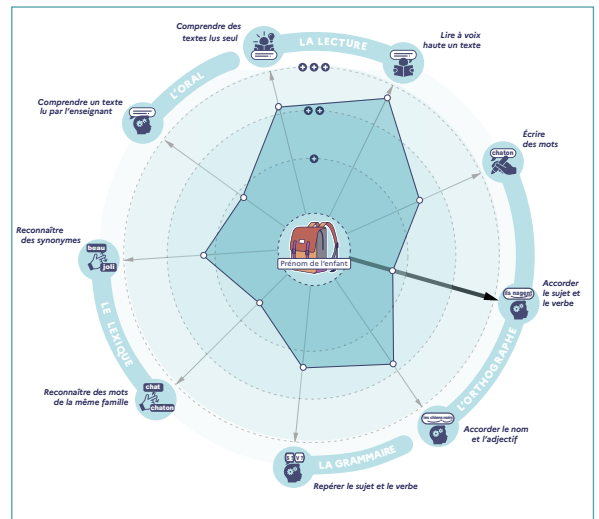 Comprendre des
textes lus seul
LA LECTURE
Lire à voix
haute un texte
L'ORAL
Comprendre un texte
lu par l'enseignant
Écrire
des mots
chaton
Reconnaître
des synonymes
beau
joli
Prénom de l'enfant
Accorder
le sujet et
le verbe
ils nagent
LE LEXIQUE
L'ORTHOGRAPHE
Reconnaître des mots
de la même famille
chat
chaton
Accorder le nom
et l'adjectif
les chiens noirs
LA GRAMMAIRE
S ?
V ?
Repérer le sujet et le verbe